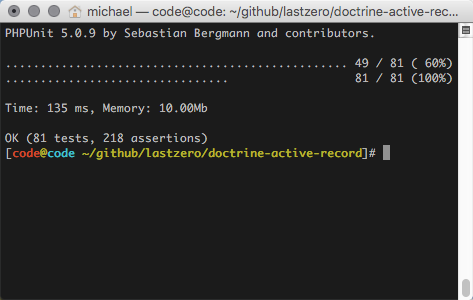 michael — code@code: ~/github/lastzero/doctrine-active-rec...
PHPUnit 5.0.9 by Sebastian Bergmann and contributors.
................................................. 49 / 81 ( 60%)
................................ 81 / 81 (100%)
Time: 135 ms, Memory: 10.00Mb
OK (81 tests, 218 assertions)
[code@code ~/github/lastzero/doctrine-active-record]#